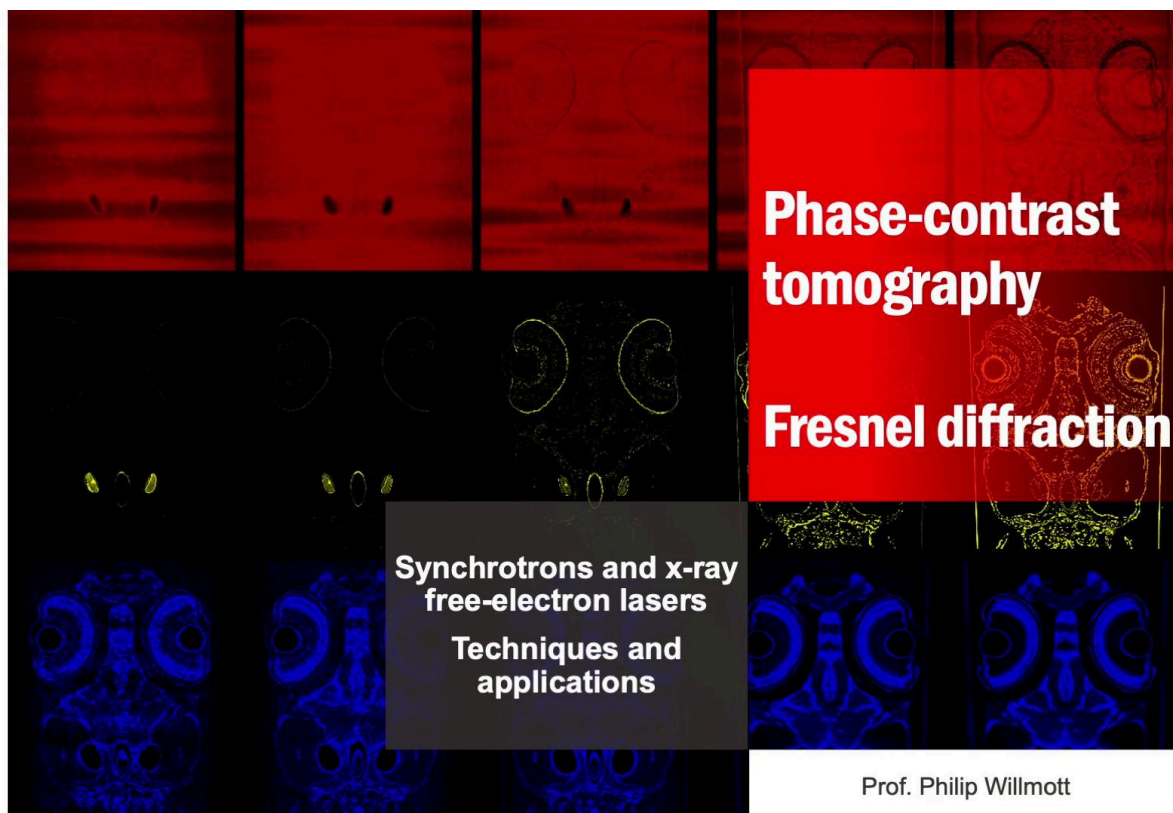 Phase-contrast
tomography
Fresnel diffraction
Synchrotrons and x-ray
free-electron lasers
Techniques and
applications
Prof. Philip Willmott